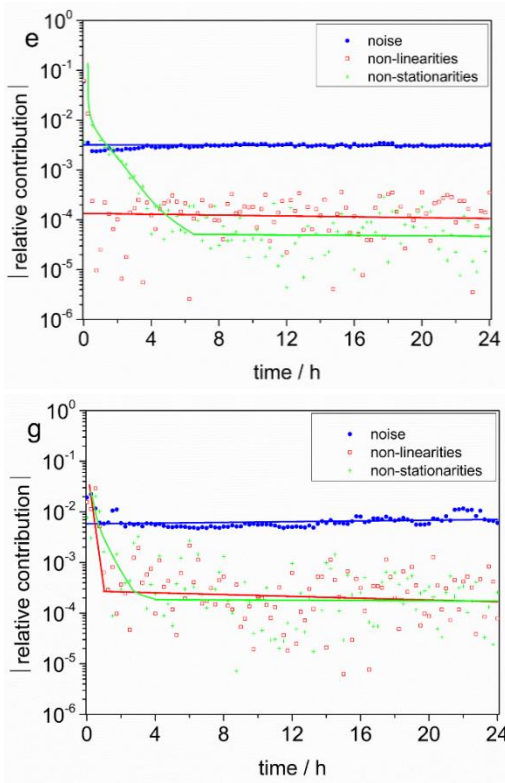 e
noise
non-linearities
non-stationarities
|relative contribution|
10⁰
10⁻¹
10⁻²
10⁻³
10⁻⁴
10⁻⁵
10⁻⁶
0 4 8 12 16 20 24
time / h
g
noise
non-linearities
non-stationarities
|relative contribution|
10⁰
10⁻¹
10⁻²
10⁻³
10⁻⁴
10⁻⁵
10⁻⁶
0 4 8 12 16 20 24
time / h